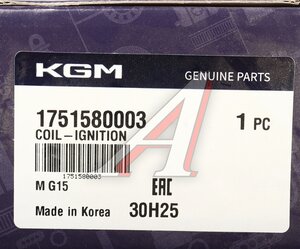 KGM GENUINE PARTS
1751580003 1 PC
COIL-IGNITION
1751580003
M G15 EAC
Made in Korea 30H25